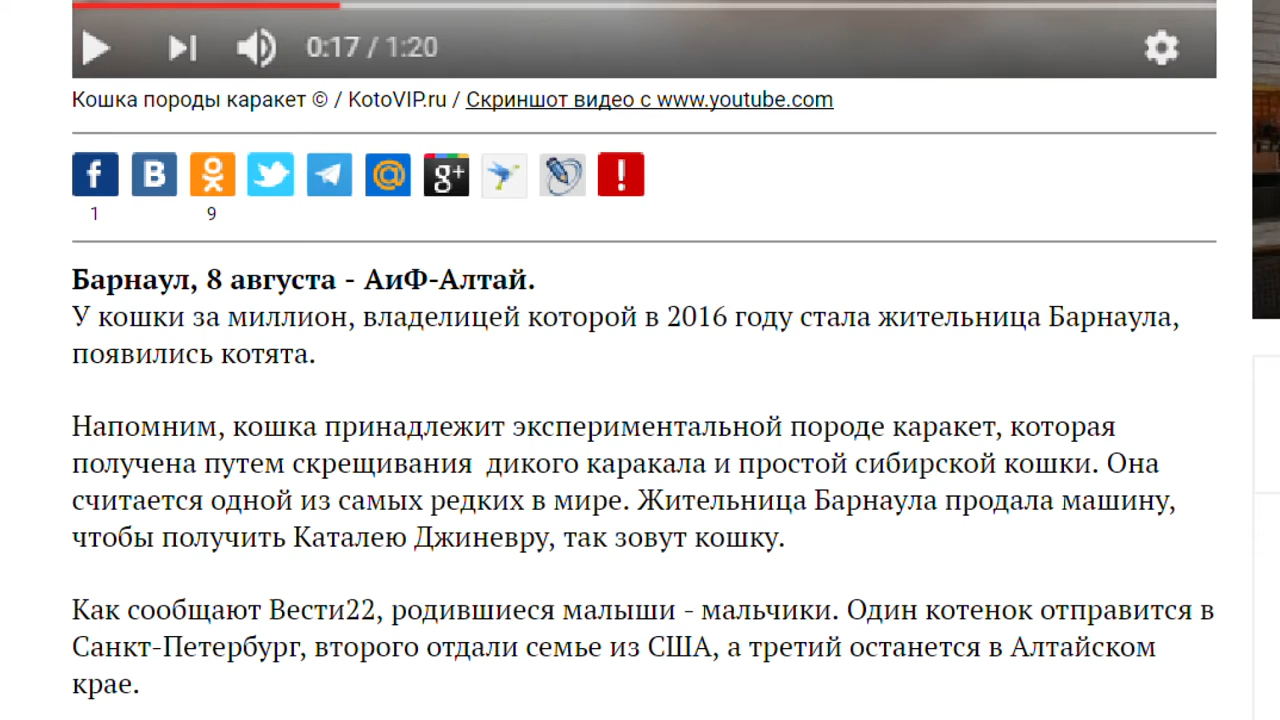 0:17 / 1:20
Кошка породы каракет © / KotoVIP.ru / Скриншот видео с www.youtube.com
f B g+ !
1 9
Барнаул, 8 августа - АиФ-Алтай.
У кошки за миллион, владелицей которой в 2016 году стала жительница Барнаула,
появились котята.
Напомним, кошка принадлежит экспериментальной породе каракет, которая
получена путем скрещивания дикого каракала и простой сибирской кошки. Она
считается одной из самых редких в мире. Жительница Барнаула продала машину,
чтобы получить Каталею Джиневру, так зовут кошку.
Как сообщают Вести22, родившиеся малыши - мальчики. Один котенок отправится в
Санкт-Петербург, второго отдали семье из США, а третий останется в Алтайском
крае.